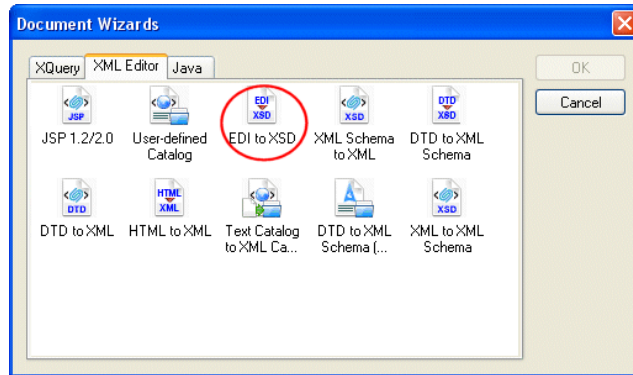 Document Wizards
XQuery XML Editor Java
OK
Cancel
JSP
EDI
XSD
XSD
DTD
XSD
JSP 1.2/2.0 User-defined EDI to XSD XML Schema DTD to XML
Catalog to XML Schema
DTD
HTML
XML
XSD
DTD to XML HTML to XML Text Catalog DTD to XML XML to XML
to XML Ca... Schema (... Schema